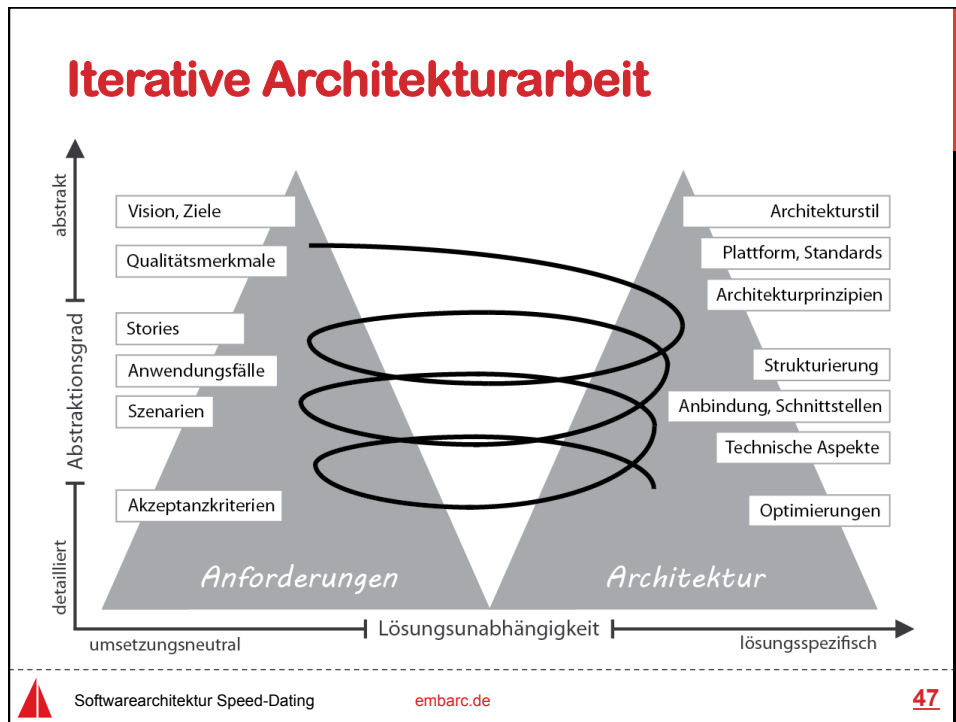 Iterative Architekturarbeit
abstrakt
Abstraktionsgrad
detailliert
Vision, Ziele
Qualitätsmerkmale
Stories
Anwendungsfälle
Szenarien
Akzeptanzkriterien
Anforderungen
Architekturstil
Plattform, Standards
Architekturprinzipien
Strukturierung
Anbindung, Schnittstellen
Technische Aspekte
Optimierungen
Architektur
umsetzungsneutral
Lösungsunabhängigkeit
lösungsspezifisch
Softwarearchitektur Speed-Dating
embarc.de
47